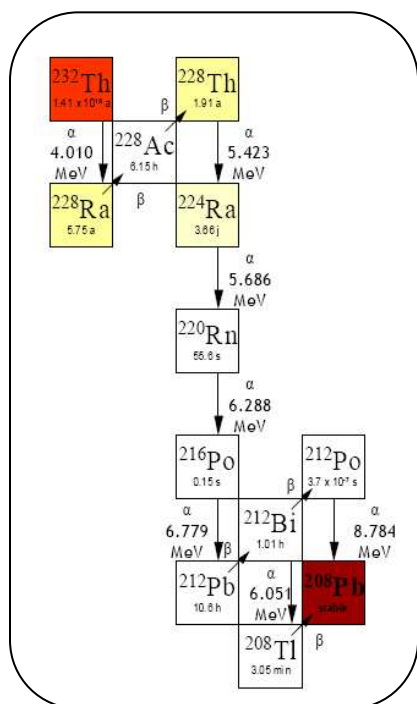 232Th
1.41 x 10¹⁰ a
228Th
1.91 a
β
α
4.010
MeV
228Ac
6.15 h
α
5.423
MeV
228Ra
5.75 a
β
224Ra
3.66 j
α
5.686
MeV
220Rn
55.6 s
α
6.288
MeV
216Po
0.15 s
212Po
3.7 x 10⁻⁷ s
β
α
6.779
MeV
212Bi
1.01 h
α
8.784
MeV
β
212Pb
10.6 h
α
6.051
MeV
208Pb
stable
208Tl
3.05 min
β